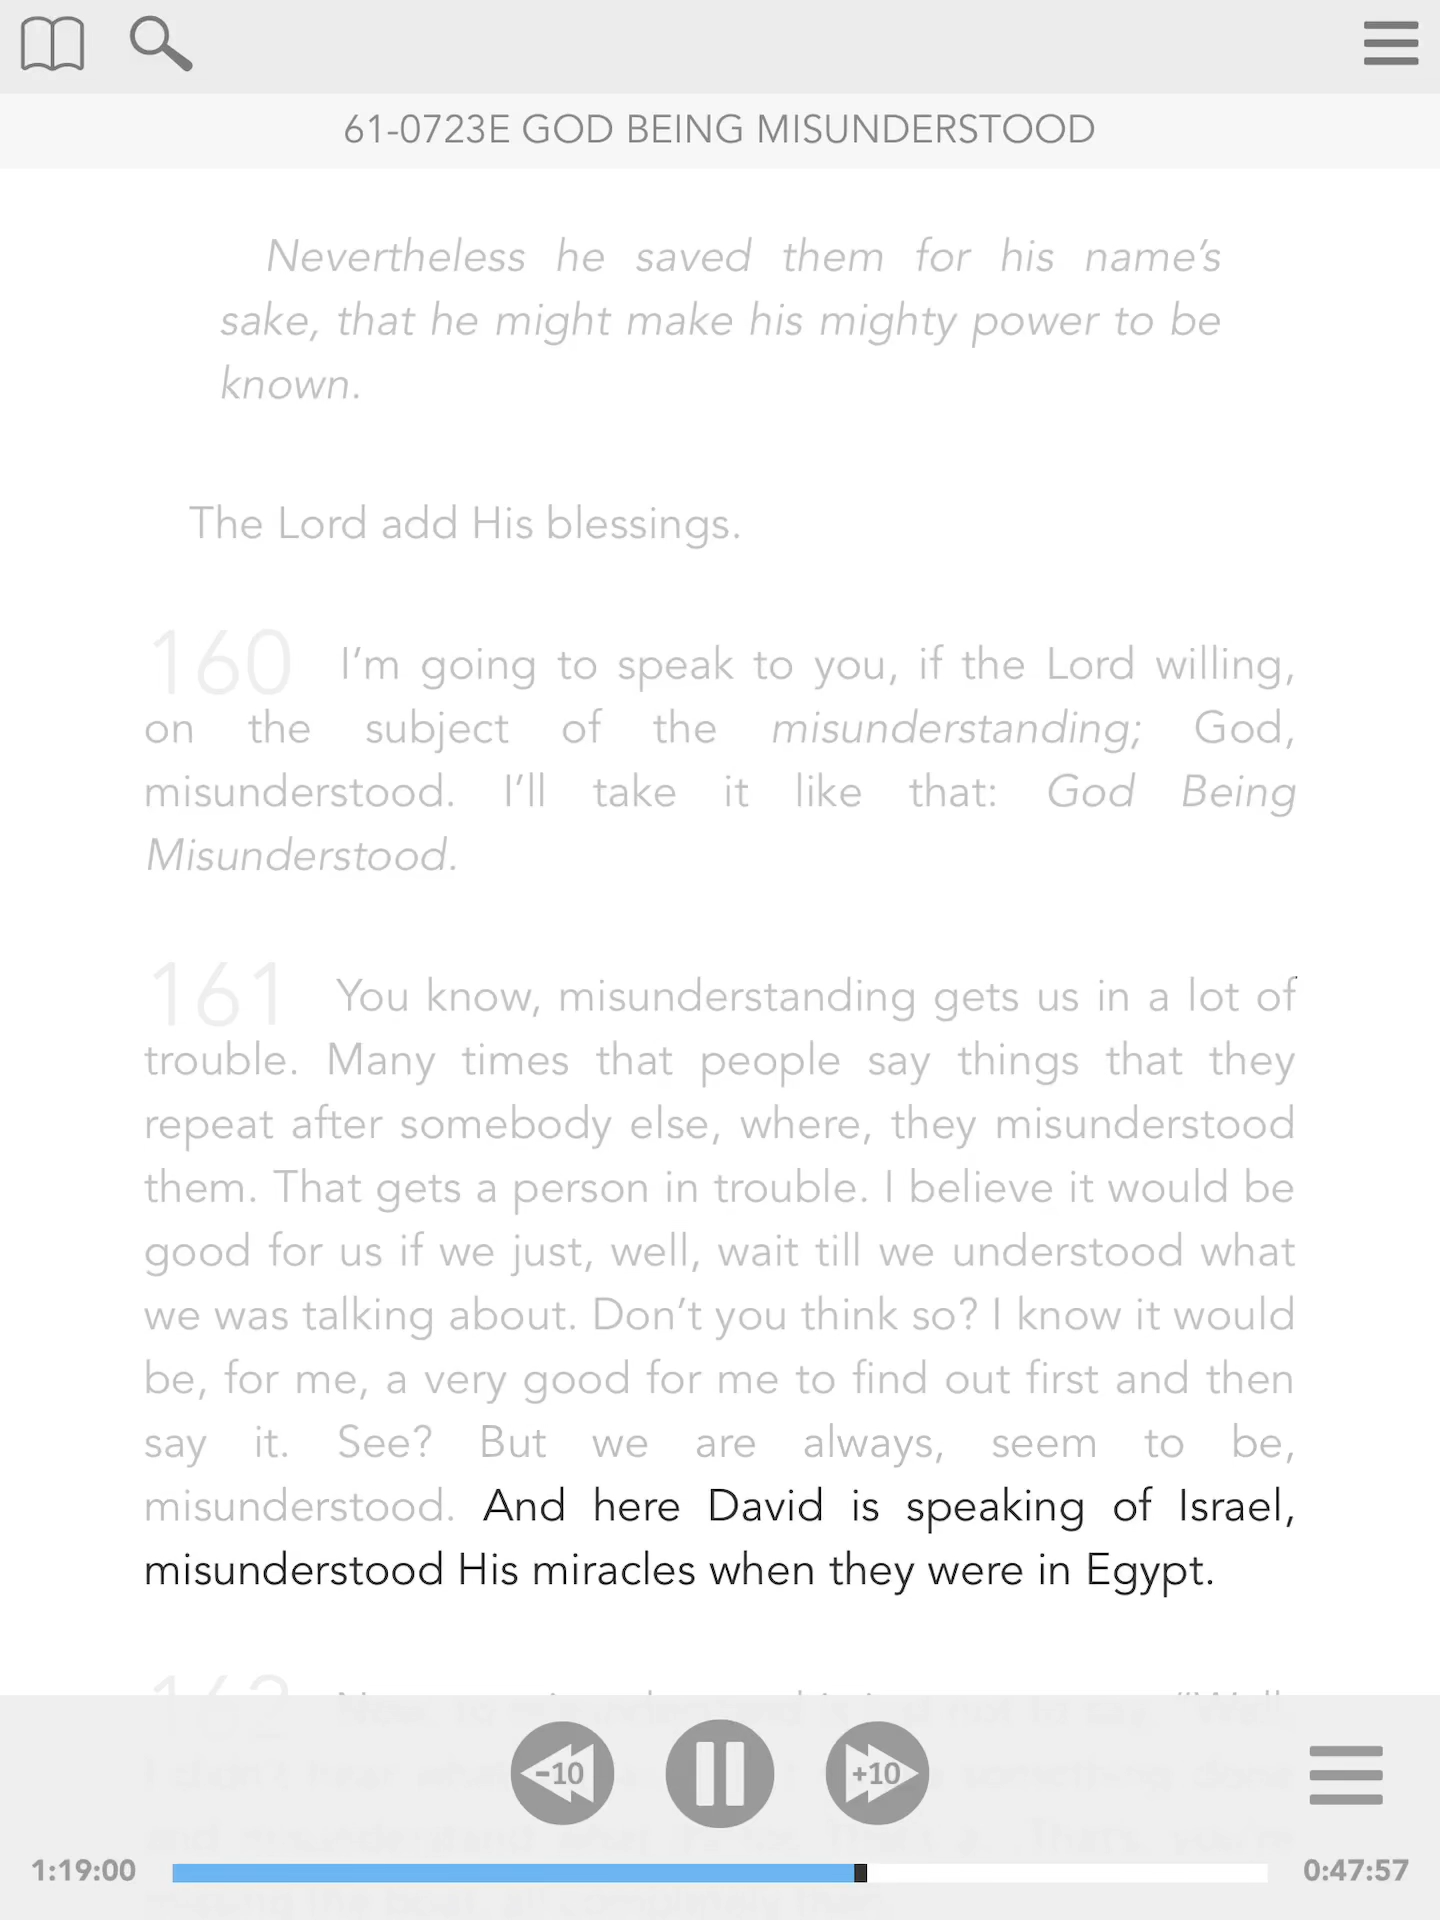 61-0723E GOD BEING MISUNDERSTOOD
Nevertheless he saved them for his name’s
sake, that he might make his mighty power to be
known.
The Lord add His blessings.
160 I’m going to speak to you, if the Lord willing,
on the subject of the misunderstanding; God,
misunderstood. I’ll take it like that: God Being
Misunderstood.
161 You know, misunderstanding gets us in a lot of
trouble. Many times that people say things that they
repeat after somebody else, where, they misunderstood
them. That gets a person in trouble. I believe it would be
good for us if we just, well, wait till we understood what
we was talking about. Don’t you think so? I know it would
be, for me, a very good for me to find out first and then
say it. See? But we are always, seem to be,
misunderstood. And here David is speaking of Israel,
misunderstood His miracles when they were in Egypt.
162
-10 +10
1:19:00 0:47:57